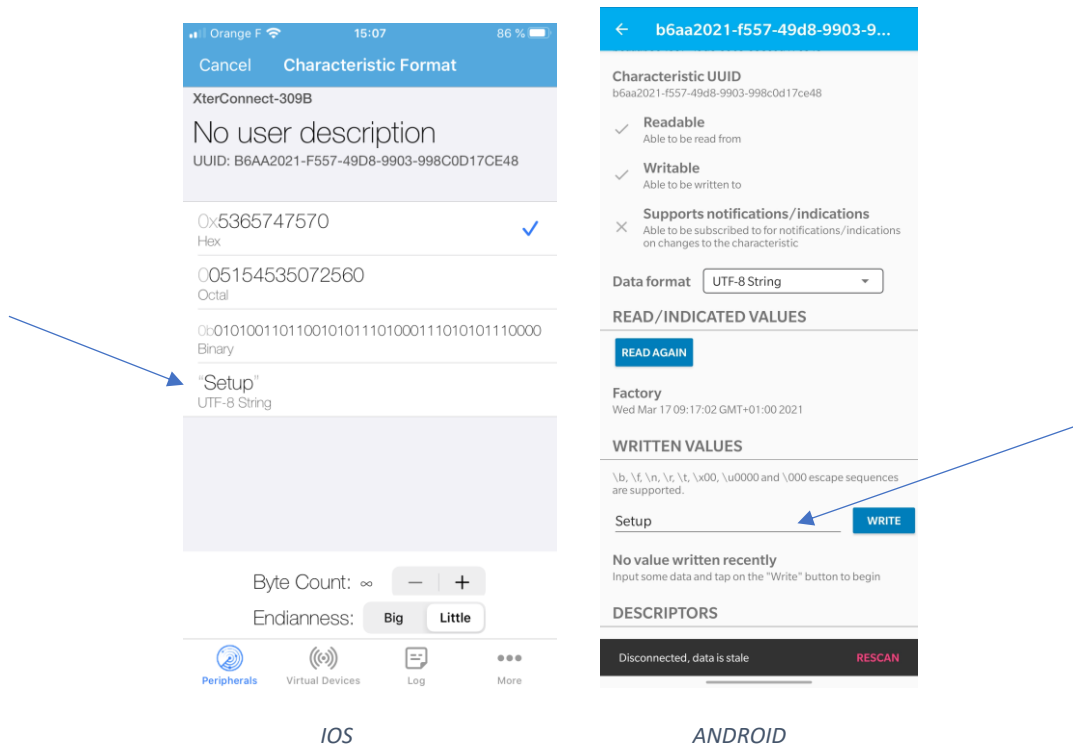 Orange F 15:07 86 %
Cancel Characteristic Format
XterConnect-309B
No user description
UUID: B6AA2021-F557-49D8-9903-998C0D17CE48
0x5365747570
Hex
005154535072560
Octal
0b0101001101100101011101000111010101110000
Binary
"Setup"
UTF-8 String
Byte Count: ∞ − +
Endianness: Big Little
Peripherals Virtual Devices Log More
IOS
b6aa2021-f557-49d8-9903-9...
Characteristic UUID
b6aa2021-f557-49d8-9903-998c0d17ce48
Readable
Able to be read from
Writable
Able to be written to
Supports notifications/indications
Able to be subscribed to for notifications/indications
on changes to the characteristic
Data format UTF-8 String
READ/INDICATED VALUES
READ AGAIN
Factory
Wed Mar 17 09:17:02 GMT+01:00 2021
WRITTEN VALUES
\b, \f, \n, \r, \t, \x00, \u0000 and \000 escape sequences
are supported.
Setup WRITE
No value written recently
Input some data and tap on the "Write" button to begin
DESCRIPTORS
Disconnected, data is stale RESCAN
ANDROID